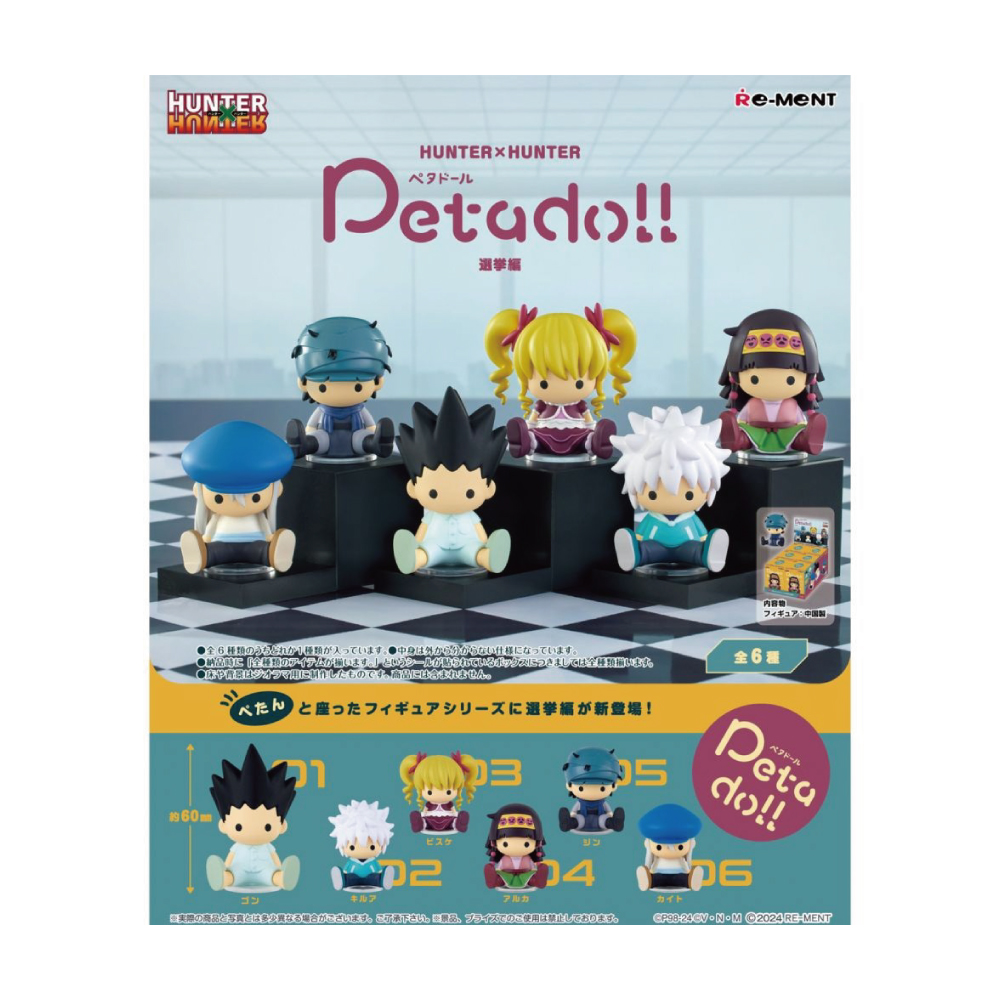 HUNTER
HUNTER
RE-MENT
HUNTER×HUNTER
ペタドール
Petado!!
選挙編
内容物
フィギュア:中国製
●全6種類のうちどれか1種類が入っています。●中身は外から分からない仕様になっています。
●納品時に「全種類のアイテムが揃います。」というシールが貼られているボックスにつきましては全種類揃います。
●床や背景はジオラマ用に制作したものです。商品には含まれません。
全6種
ぺたん と座ったフィギュアシリーズに選挙編が新登場!
ペタドール
Peta
do!!
01
03
05
約60mm
ビスケ
ジン
02
04
06
ゴン
キルア
アルカ
カイト
※実際の商品と写真とは多少異なる場合がございます。ご了承下さい。※景品、プライズでのご使用は禁止しております。
©P98-24 ©V・N・M ©2024 RE-MENT